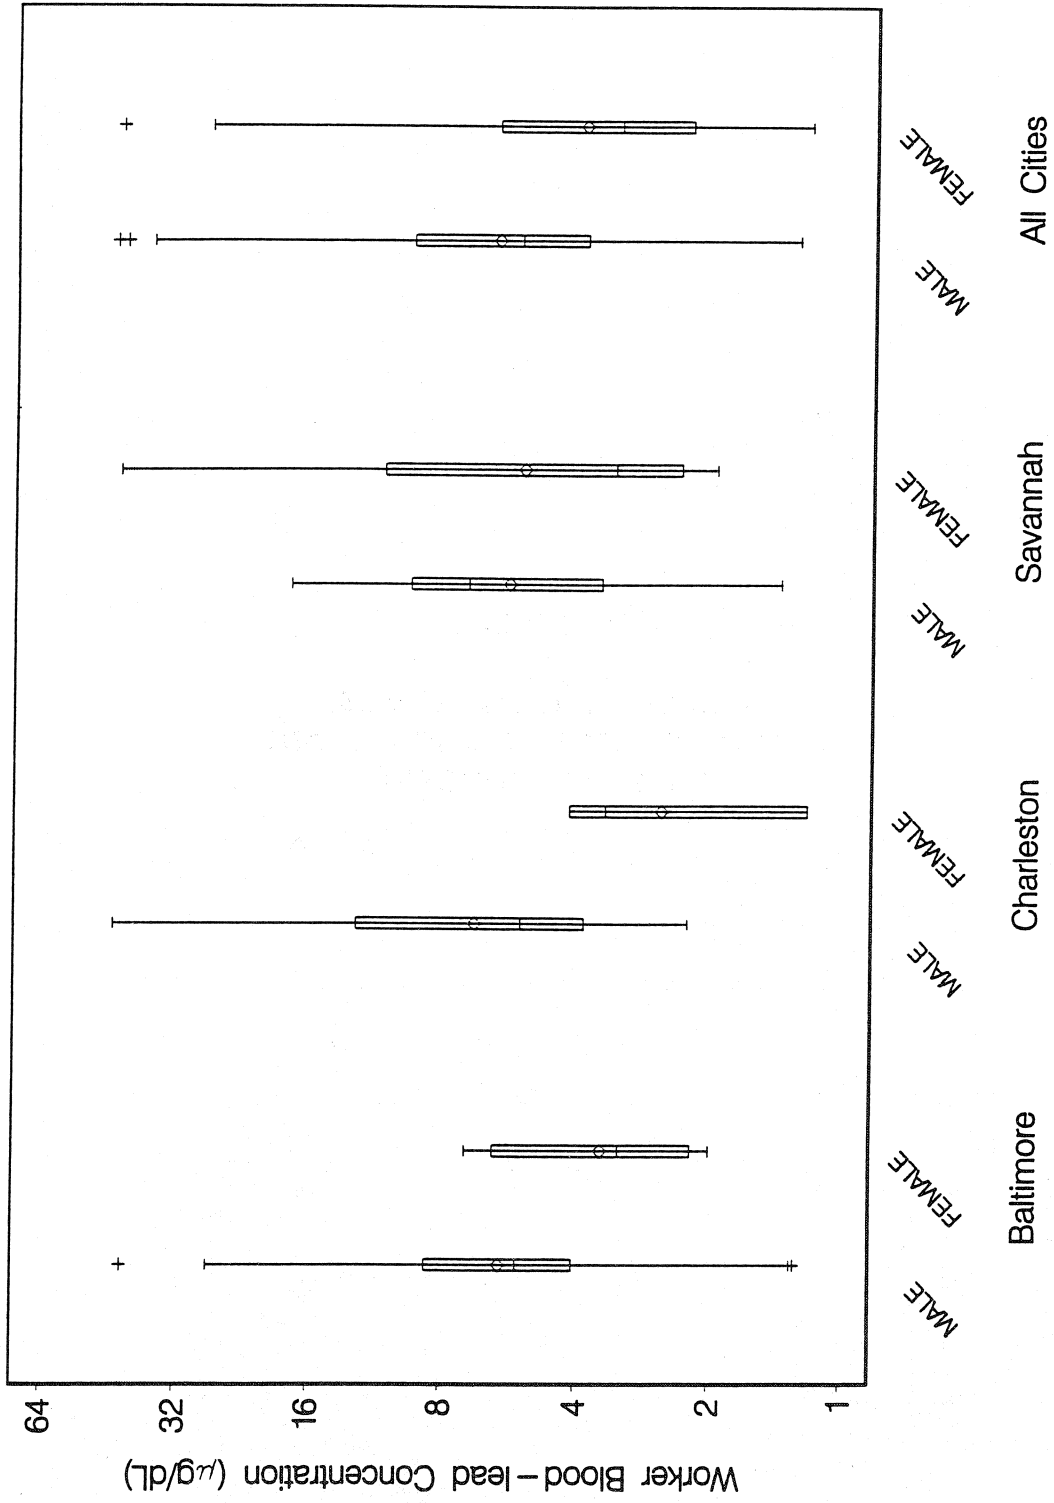 Worker Blood-lead Concentration (μg/dL)
64
32
16
8
4
2
1
MALE
FEMALE
MALE
FEMALE
MALE
FEMALE
MALE
FEMALE
Baltimore
Charleston
Savannah
All Cities